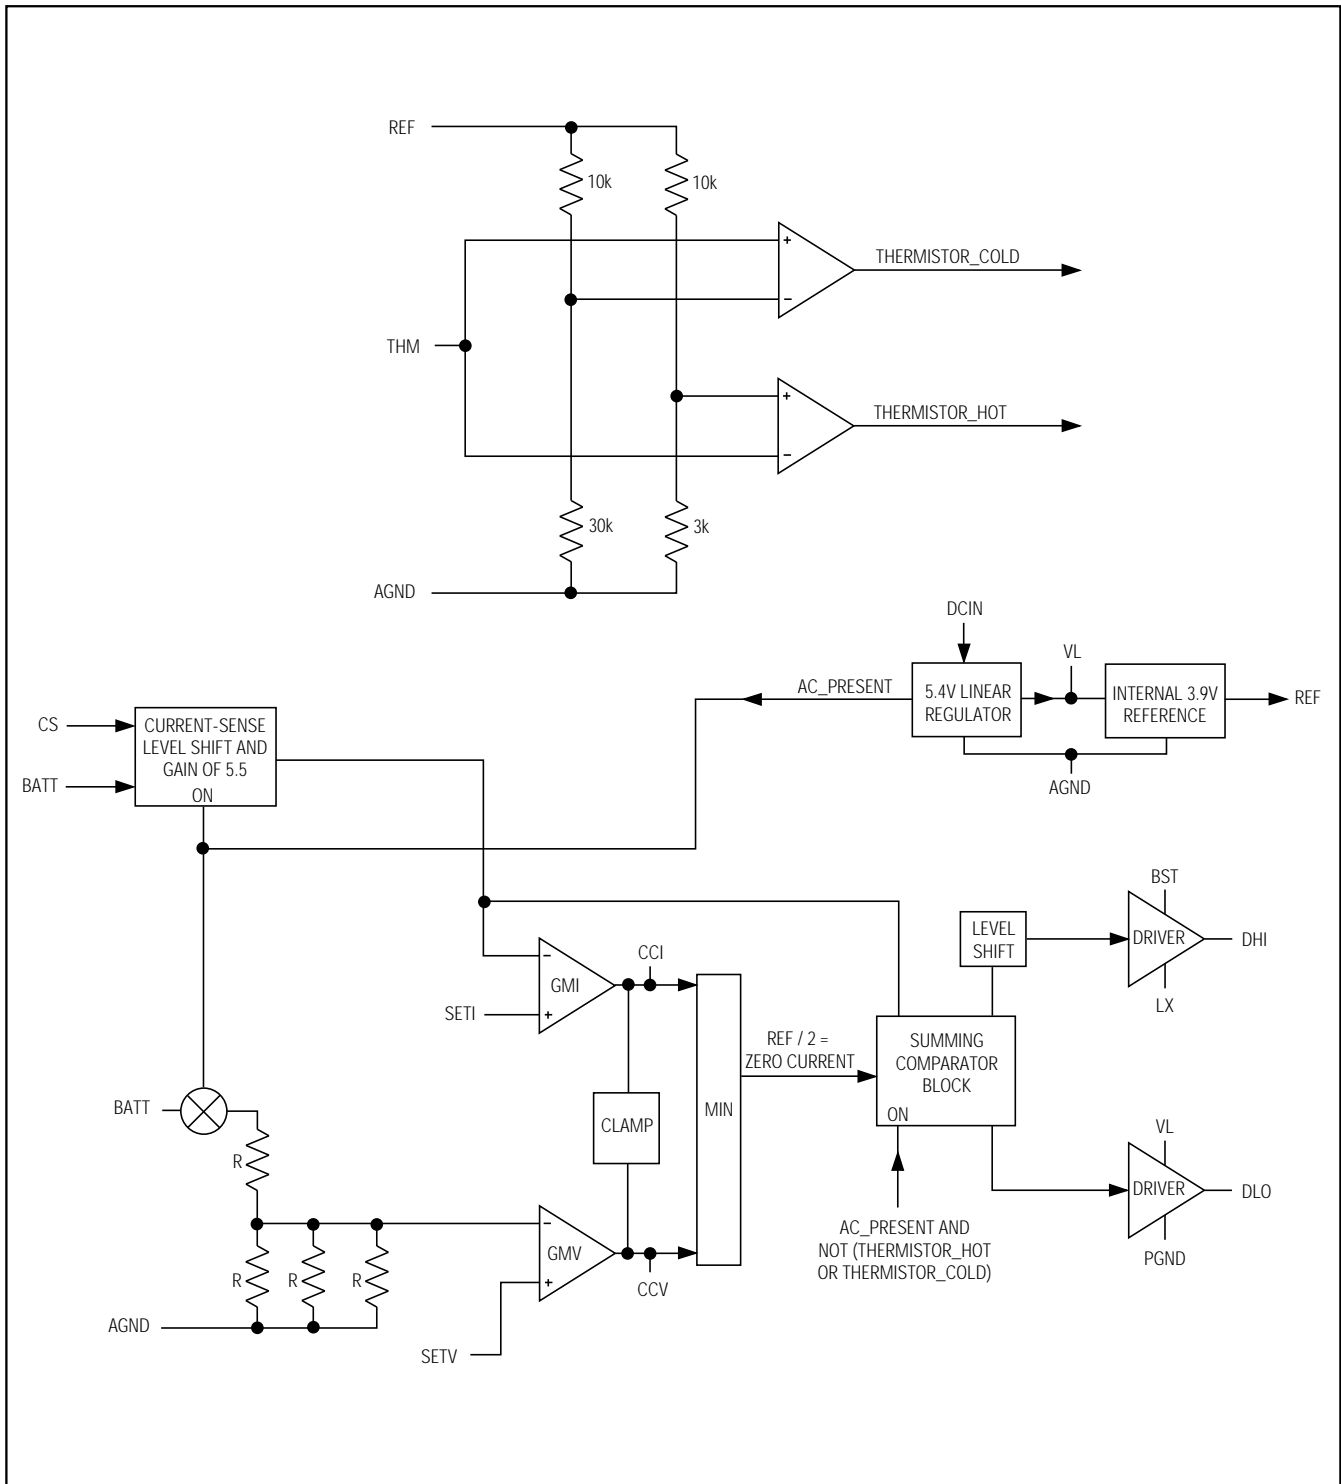 REF
10k
10k
+
THERMISTOR_COLD
−
THM
+
THERMISTOR_HOT
−
30k
3k
AGND
DCIN
VL
AC_PRESENT
5.4V LINEAR
REGULATOR
INTERNAL 3.9V
REFERENCE
REF
AGND
CS
BATT
CURRENT-SENSE
LEVEL SHIFT AND
GAIN OF 5.5
ON
BST
LEVEL
SHIFT
DRIVER
DHI
LX
CCI
−
GMI
+
SETI
REF / 2 =
ZERO CURRENT
SUMMING
COMPARATOR
BLOCK
ON
MIN
CLAMP
BATT
R
VL
DRIVER
DLO
PGND
AC_PRESENT AND
NOT (THERMISTOR_HOT
OR THERMISTOR_COLD)
−
GMV
+
CCV
R
R
R
AGND
SETV